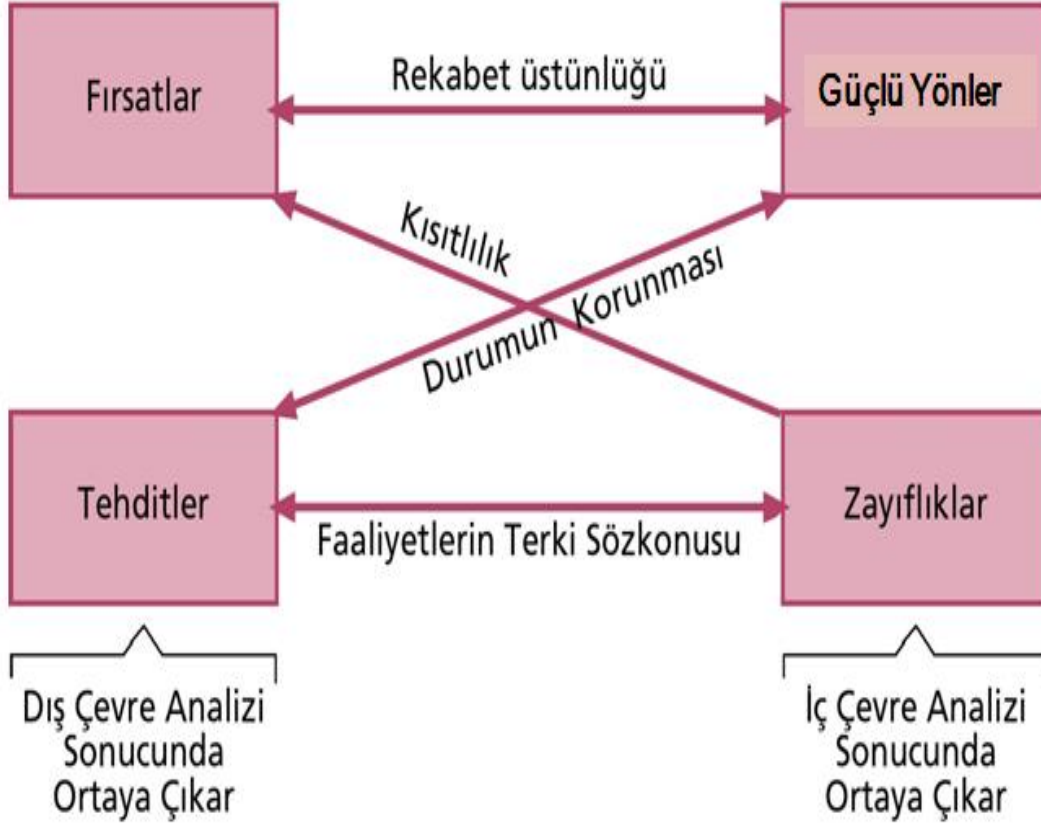 Fırsatlar
Rekabet üstünlüğü
Güçlü Yönler
Kısıtlılık
Durumun Korunması
Tehditler
Faaliyetlerin Terki Sözkonusu
Zayıflıklar
Dış Çevre Analizi
Sonucunda
Ortaya Çıkar
İç Çevre Analizi
Sonucunda
Ortaya Çıkar